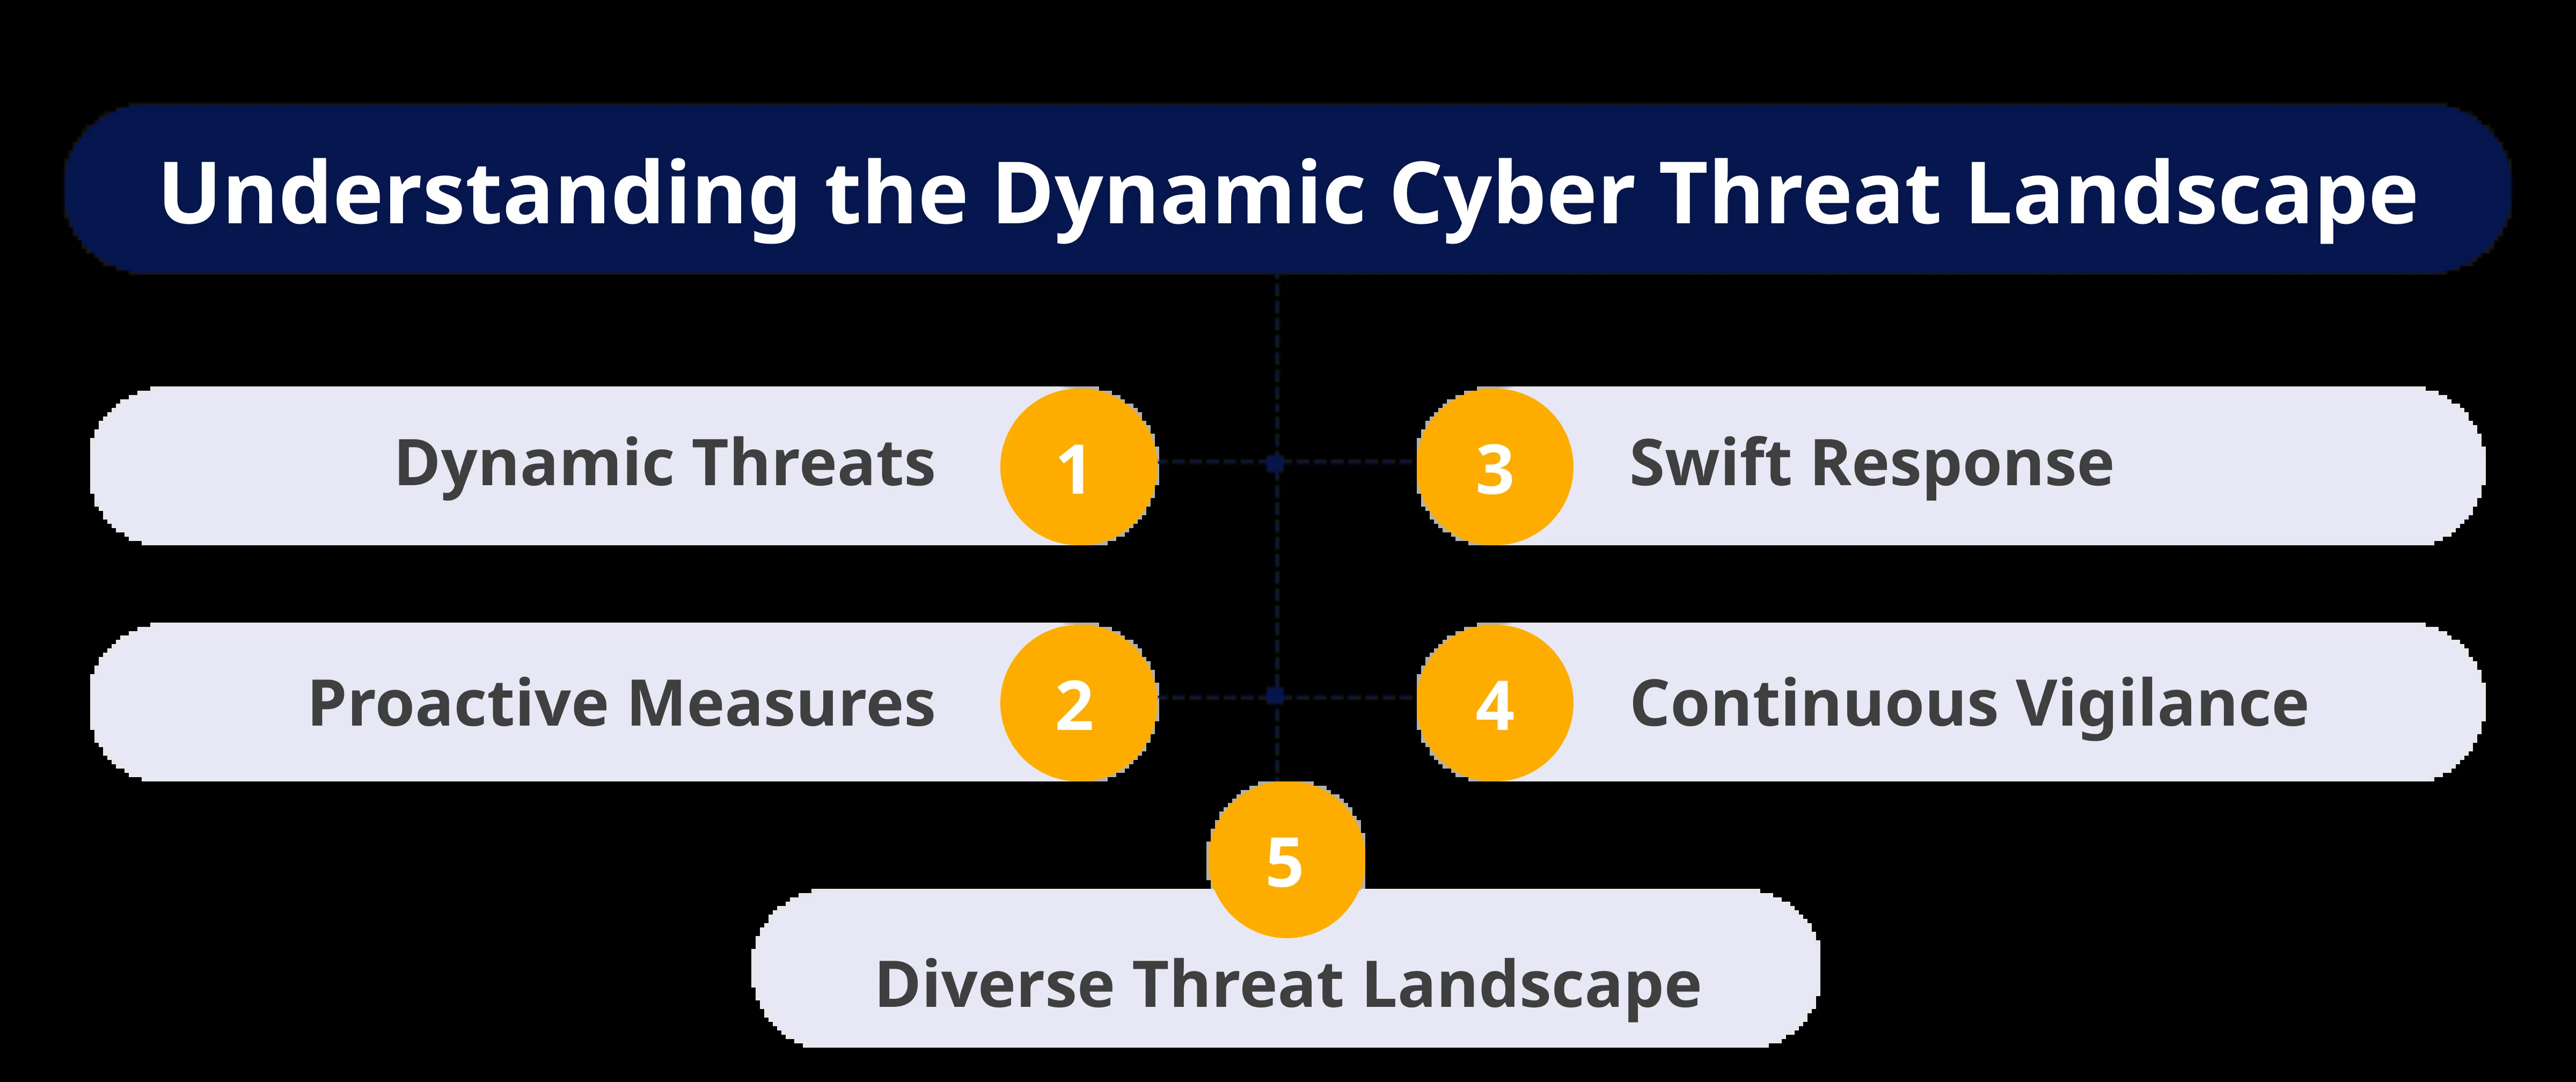 Understanding the Dynamic Cyber Threat Landscape
Dynamic Threats 1
Proactive Measures 2
3 Swift Response
4 Continuous Vigilance
5
Diverse Threat Landscape